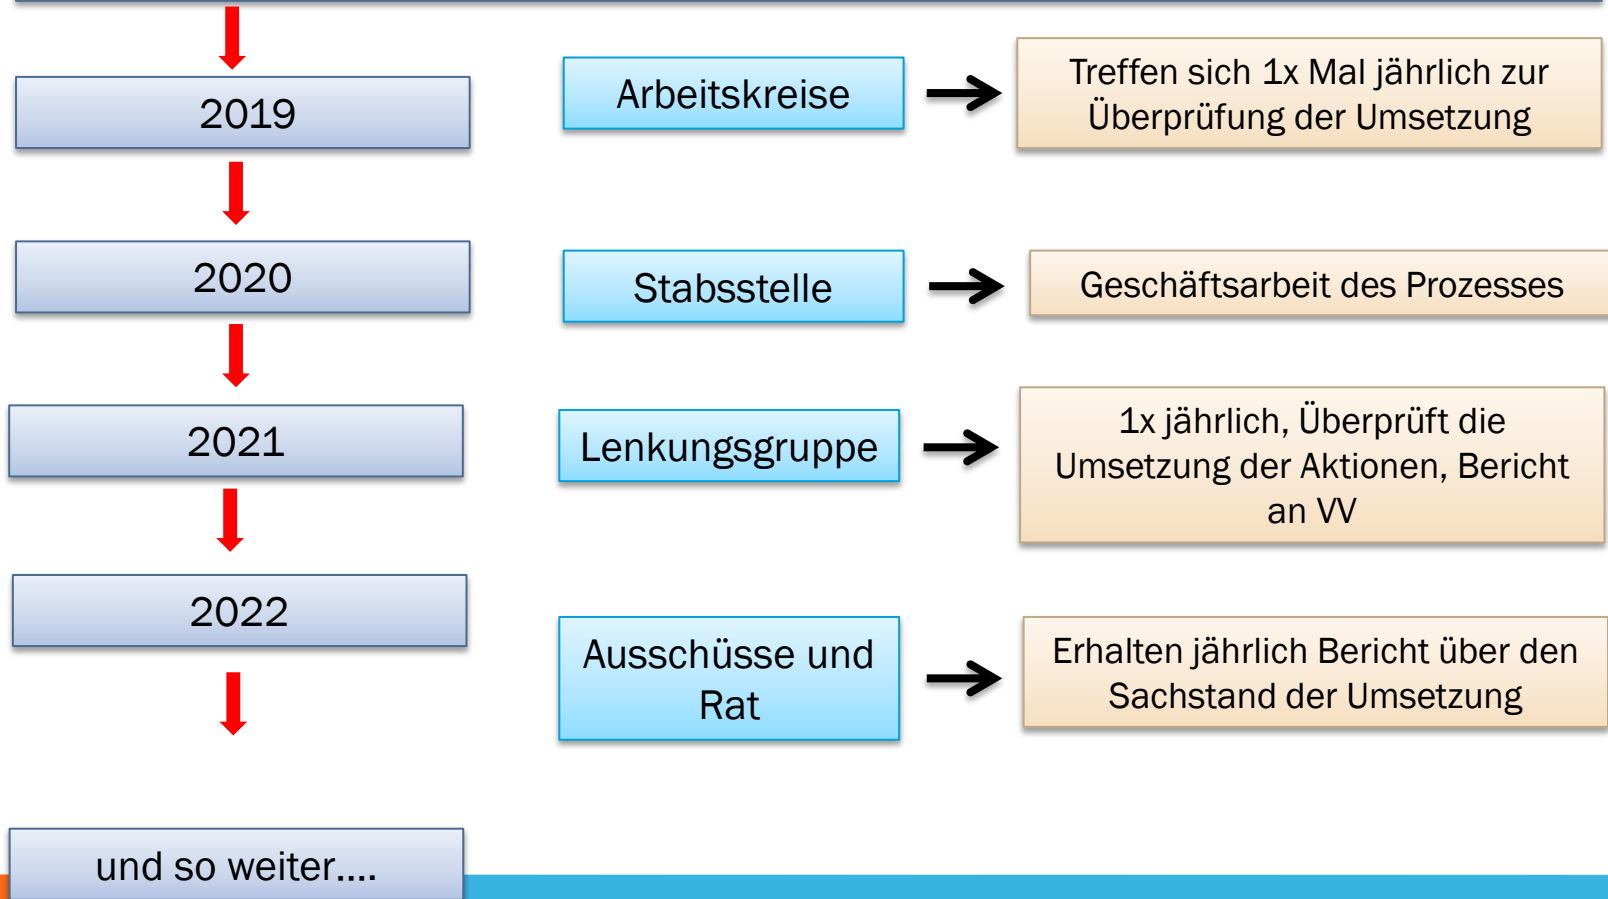 2019
Arbeitskreise
Treffen sich 1x Mal jährlich zur
Überprüfung der Umsetzung
2020
Stabsstelle
Geschäftsarbeit des Prozesses
2021
Lenkungsgruppe
1x jährlich, Überprüft die
Umsetzung der Aktionen, Bericht
an VV
2022
Ausschüsse und
Rat
Erhalten jährlich Bericht über den
Sachstand der Umsetzung
und so weiter....